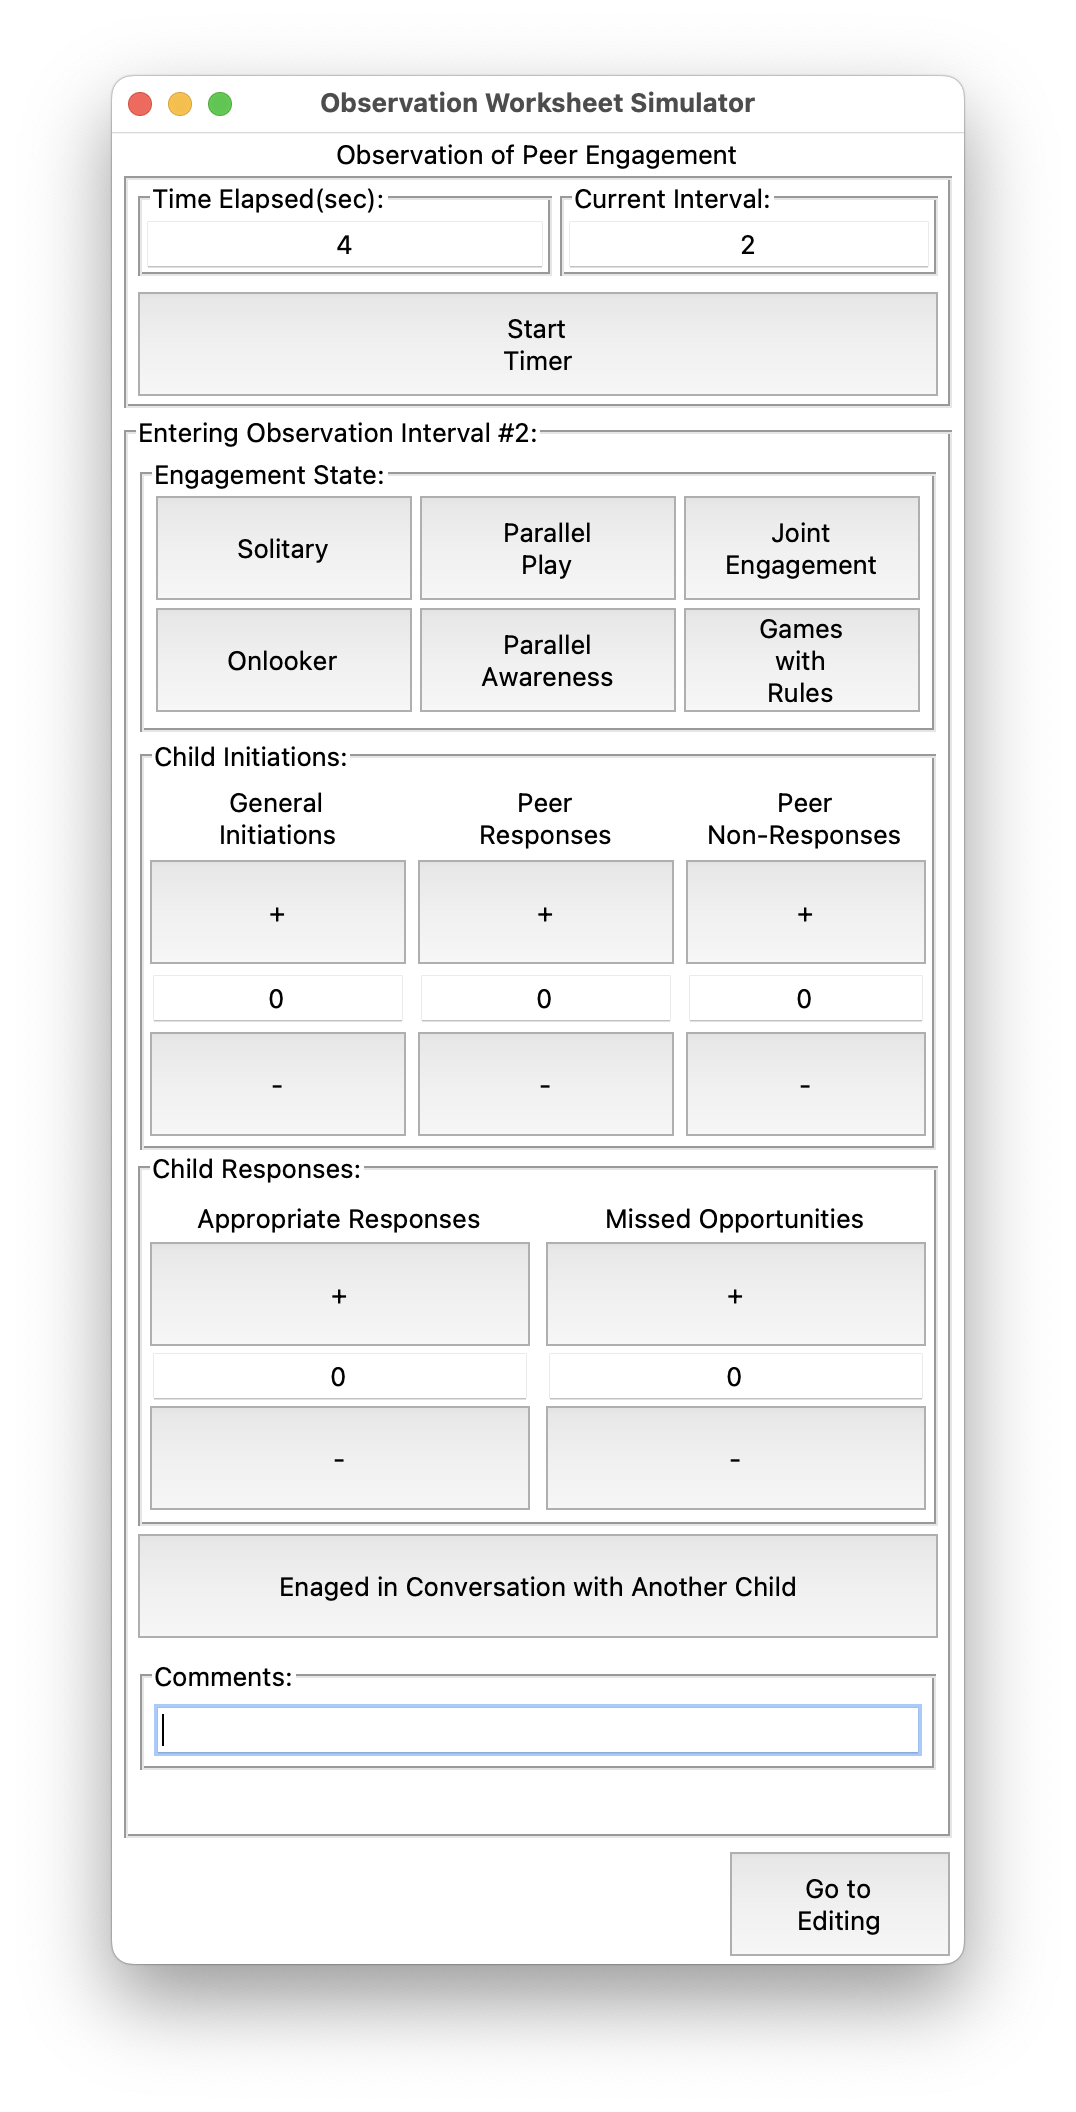 Observation Worksheet Simulator
Observation of Peer Engagement
Time Elapsed(sec):
Current Interval:
4
2
Start
Timer
Entering Observation Interval #2:
Engagement State:
Solitary
Parallel
Play
Joint
Engagement
Onlooker
Parallel
Awareness
Games
with
Rules
Child Initiations:
General
Initiations
Peer
Responses
Peer
Non-Responses
+
+
+
0
0
0
-
-
-
Child Responses:
Appropriate Responses
Missed Opportunities
+
+
0
0
-
-
Enaged in Conversation with Another Child
Comments:
Go to
Editing